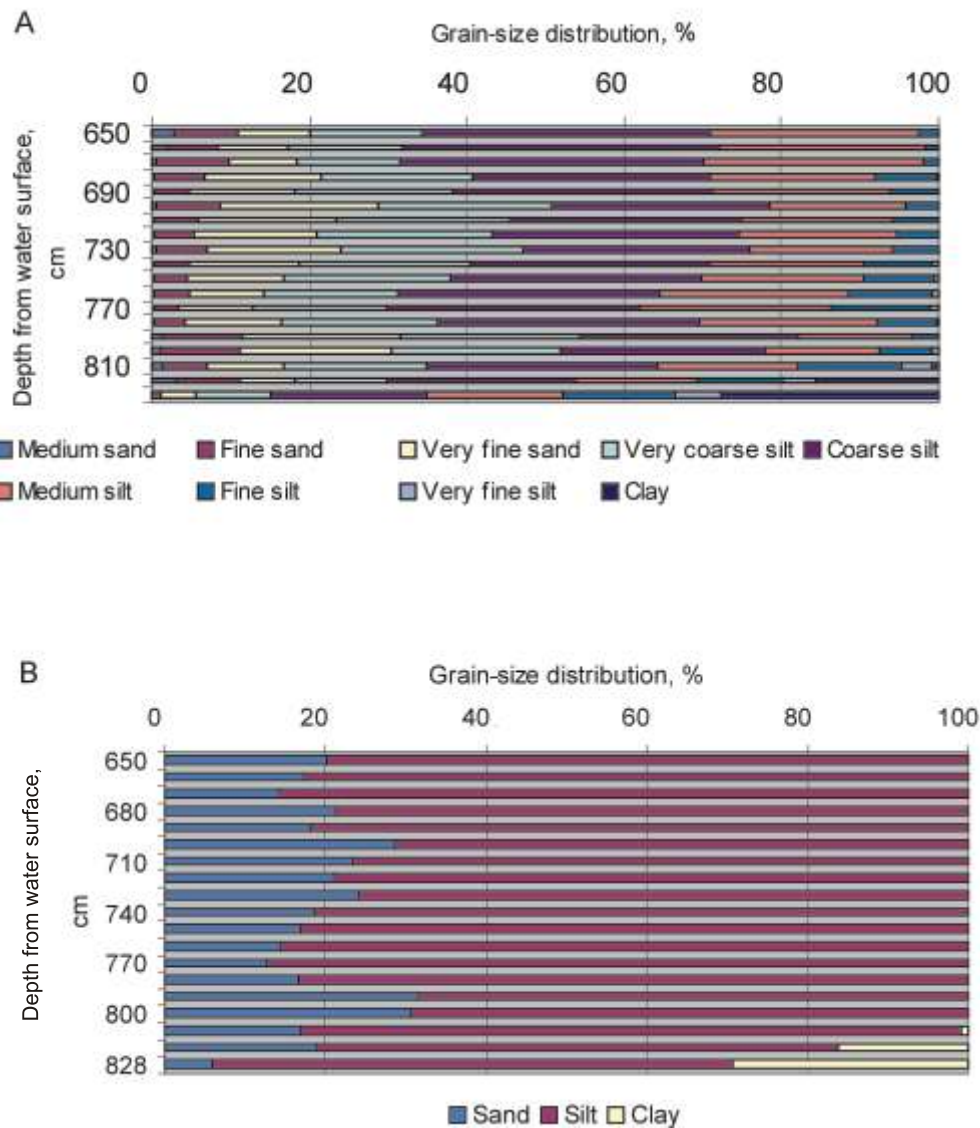 A
Grain-size distribution, %
0 20 40 60 80 100
Depth from water surface,
cm
650
690
730
770
810
Medium sand Fine sand Very fine sand Very coarse silt Coarse silt
Medium silt Fine silt Very fine silt Clay
B
Grain-size distribution, %
0 20 40 60 80 100
Depth from water surface,
cm
650
680
710
740
770
800
828
Sand Silt Clay